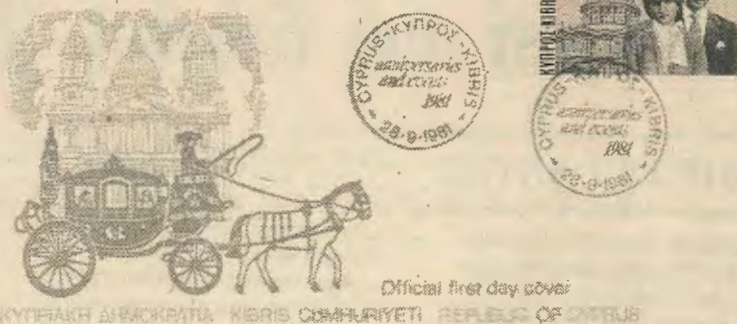 CYPRUS-ΚΥΠΡΟΣ-KIBRIS
anniversaries
and events
1981
28-9-1981
ΚΥΠΡΟΣ-KIBR
CYPRUS-ΚΥΠΡΟΣ-KIBRIS
anniversaries
and events
1981
28-9-1981
Official first day cover
ΚΥΠΡΙΑΚΗ ΔΗΜΟΚΡΑΤΙΑ KIBRIS CUMHURIYETI REPUBLIC OF CYPRUS